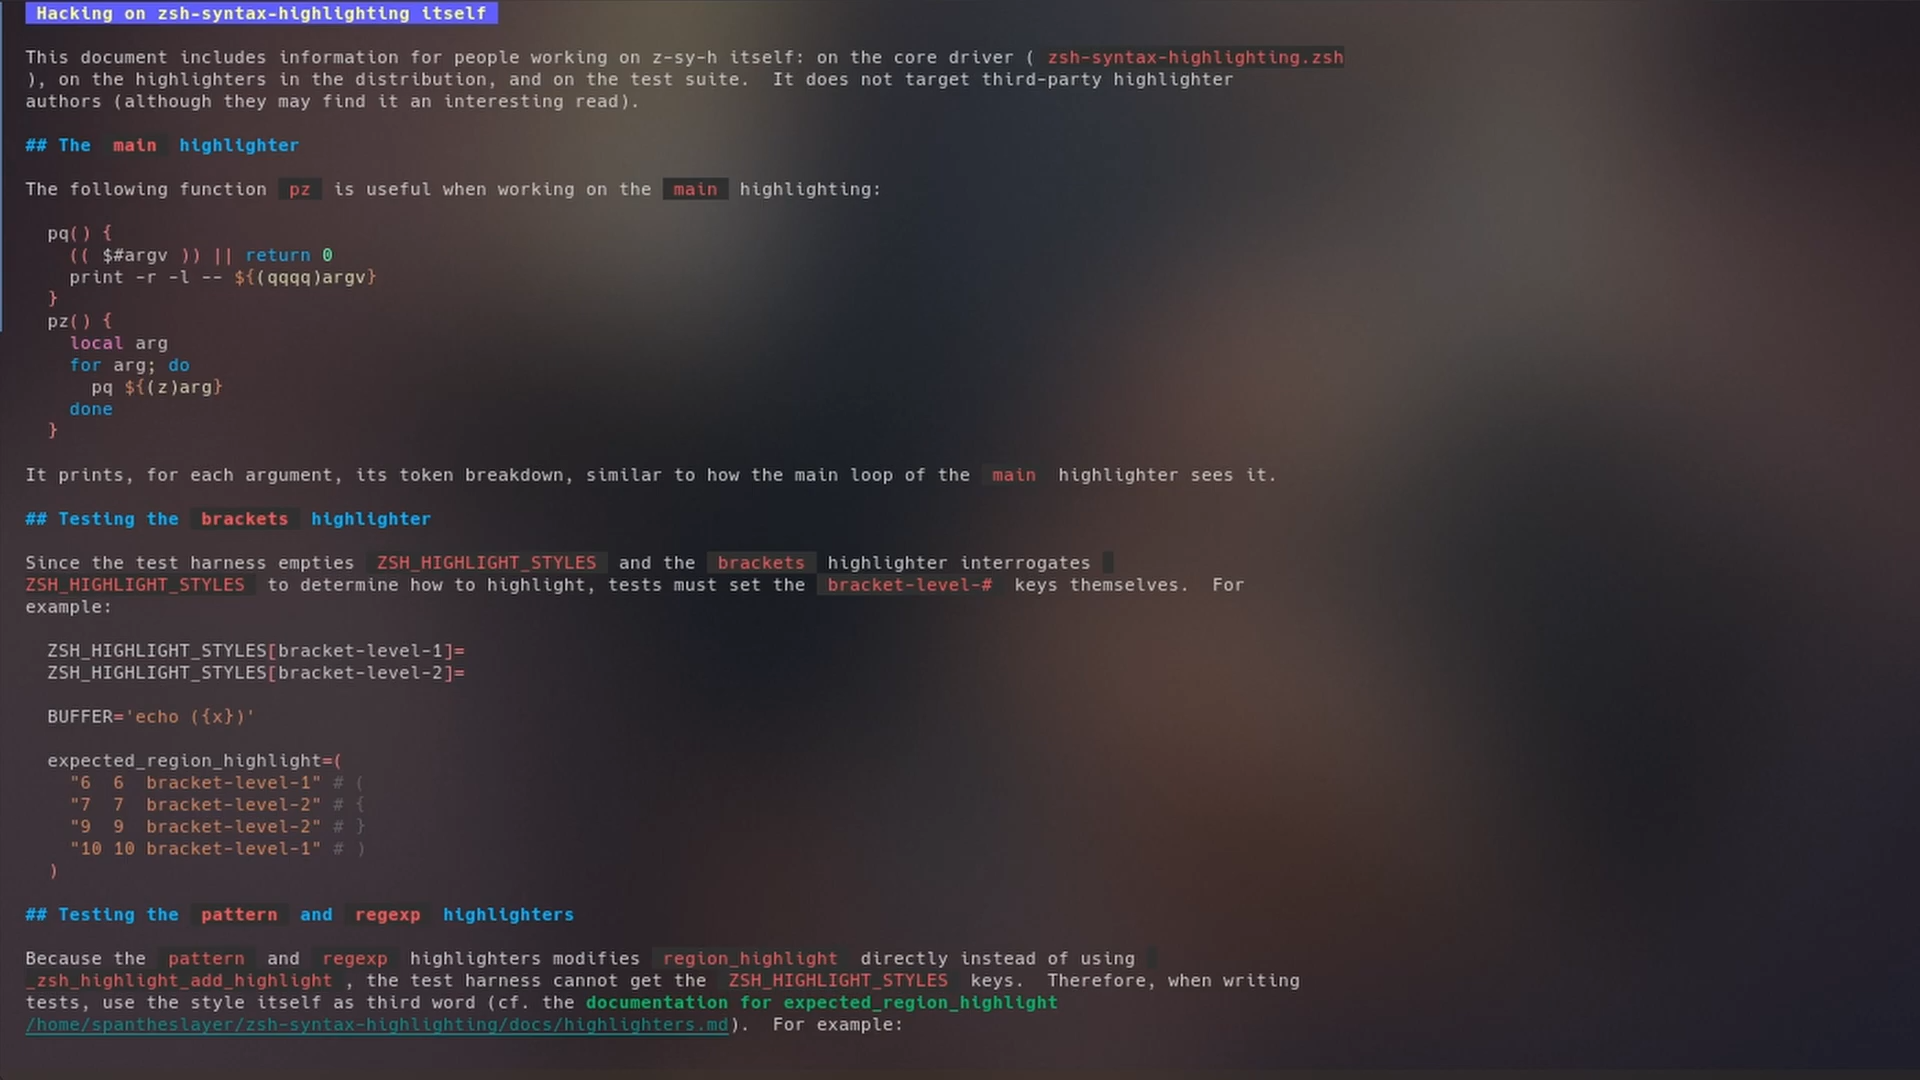 Hacking on zsh-syntax-highlighting itself
This document includes information for people working on z-sy-h itself: on the core driver ( zsh-syntax-highlighting.zsh
), on the highlighters in the distribution, and on the test suite.  It does not target third-party highlighter
authors (although they may find it an interesting read).
## The  main  highlighter
The following function  pz  is useful when working on the  main  highlighting:
pq() {
  (( $#argv )) || return 0
  print -r -l -- ${(qqqq)argv}
}
pz() {
  local arg
  for arg; do
    pq ${(z)arg}
  done
}
It prints, for each argument, its token breakdown, similar to how the main loop of the  main  highlighter sees it.
## Testing the  brackets  highlighter
Since the test harness empties  ZSH_HIGHLIGHT_STYLES  and the  brackets  highlighter interrogates
ZSH_HIGHLIGHT_STYLES  to determine how to highlight, tests must set the  bracket-level-#  keys themselves.  For
example:
ZSH_HIGHLIGHT_STYLES[bracket-level-1]=
ZSH_HIGHLIGHT_STYLES[bracket-level-2]=
BUFFER='echo ({x})'
expected_region_highlight=(
  "6  6  bracket-level-1" # (
  "7  7  bracket-level-2" # {
  "9  9  bracket-level-2" # }
  "10 10 bracket-level-1" # )
)
## Testing the  pattern  and  regexp  highlighters
Because the  pattern  and  regexp  highlighters modifies  region_highlight  directly instead of using
_zsh_highlight_add_highlight , the test harness cannot get the  ZSH_HIGHLIGHT_STYLES  keys.  Therefore, when writing
tests, use the style itself as third word (cf. the documentation for expected_region_highlight
/home/spantheslayer/zsh-syntax-highlighting/docs/highlighters.md).  For example: